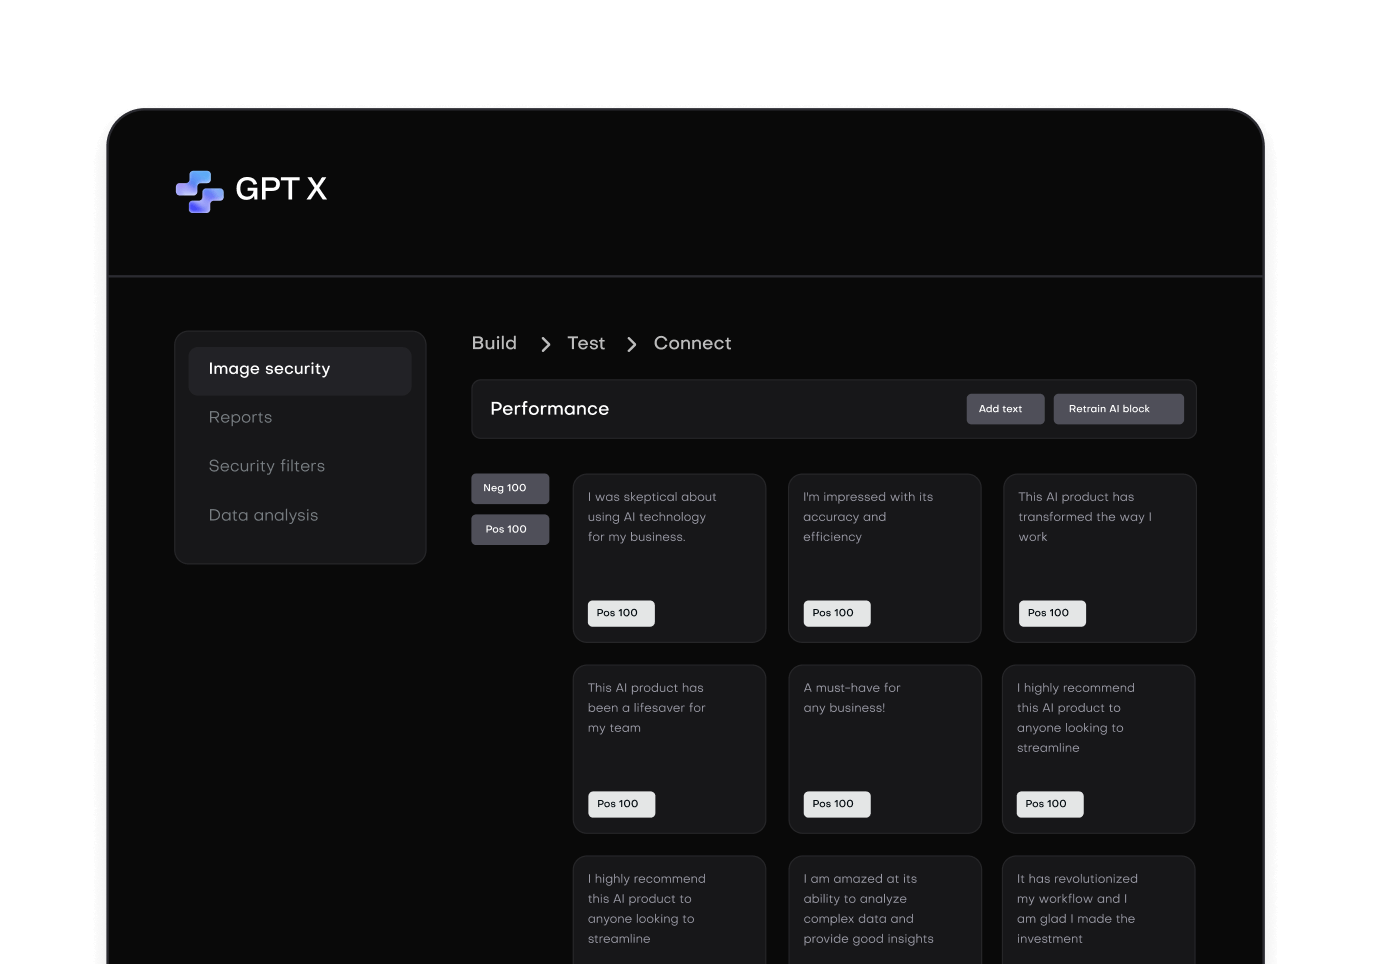 GPT X
Image security
Reports
Security filters
Data analysis
Build
Test
Connect
Performance
Add text
Retrain AI block
Neg 100
Pos 100
I was skeptical about
using AI technology
for my business.
Pos 100
I'm impressed with its
accuracy and
efficiency
Pos 100
This AI product has
transformed the way I
work
Pos 100
This AI product has
been a lifesaver for
my team
Pos 100
A must-have for
any business!
Pos 100
I highly recommend
this AI product to
anyone looking to
streamline
Pos 100
I highly recommend
this AI product to
anyone looking to
streamline
I am amazed at its
ability to analyze
complex data and
provide good insights
It has revolutionized
my workflow and I
am glad I made the
investment